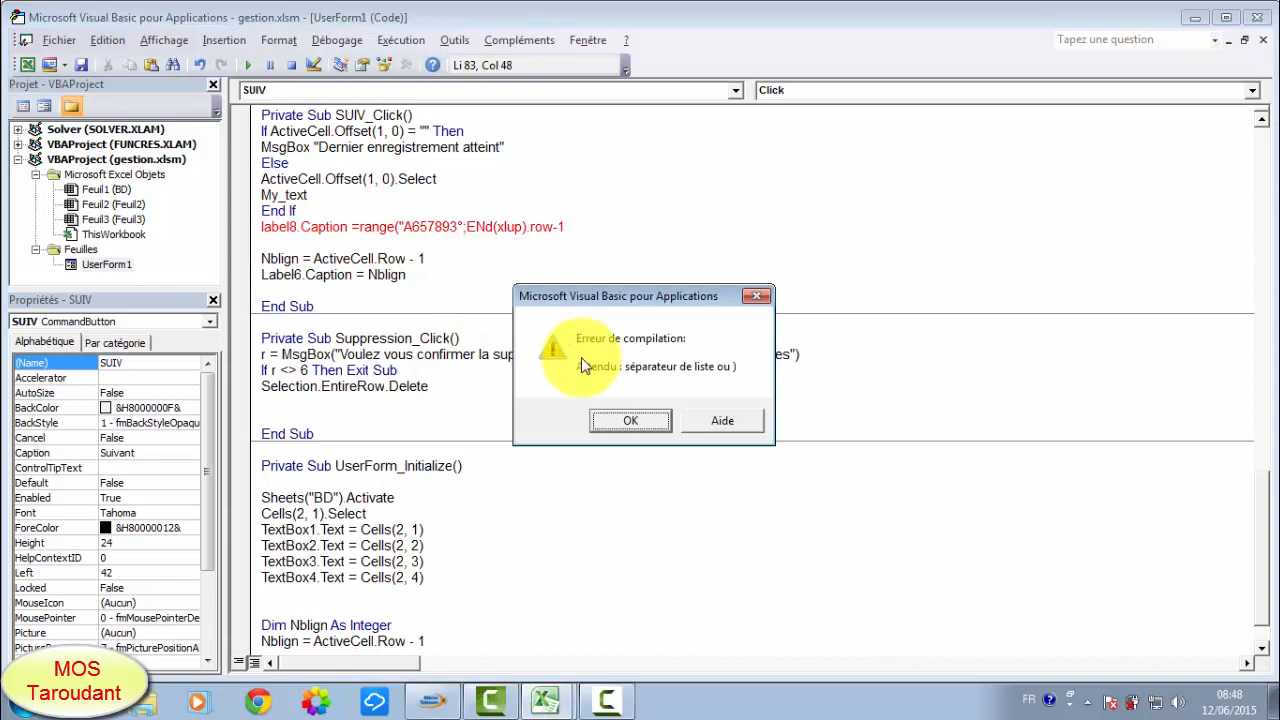 Microsoft Visual Basic pour Applications - gestion.xlsm - [UserForm1 (Code)]
Fichier Edition Affichage Insertion Format Débogage Exécution Outils Compléments Fenêtre ?
Tapez une question
Li 83, Col 48
Projet - VBAProject
SUIV
Click
Solver (SOLVER.XLAM)
VBAProject (FUNCRES.XLAM)
VBAProject (gestion.xlsm)
Microsoft Excel Objets
Feuil1 (BD)
Feuil2 (Feuil2)
Feuil3 (Feuil3)
ThisWorkbook
Feuilles
UserForm1
Propriétés - SUIV
SUIV CommandButton
Alphabétique Par catégorie
(Name) SUIV
Accelerator
AutoSize False
BackColor &H8000000F&
BackStyle 1 - fmBackStyleOpaqu
Cancel False
Caption Suivant
ControlTipText
Default False
Enabled True
Font Tahoma
ForeColor &H80000012&
Height 24
HelpContextID 0
Left 42
Locked False
MouseIcon (Aucun)
MousePointer 0 - fmMousePointerDe
Picture (Aucun)
7 - fmPicturePositionA
Private Sub SUIV_Click()
If ActiveCell.Offset(1, 0) = "" Then
MsgBox "Dernier enregistrement atteint"
Else
ActiveCell.Offset(1, 0).Select
My_text
End If
label8.Caption =range("A657893°;ENd(xlup).row-1
Nblign = ActiveCell.Row - 1
Label6.Caption = Nblign
End Sub
Private Sub Suppression_Click()
r = MsgBox("Voulez vous confirmer la sup
es")
If r <> 6 Then Exit Sub
Selection.EntireRow.Delete
End Sub
Private Sub UserForm_Initialize()
Sheets("BD").Activate
Cells(2, 1).Select
TextBox1.Text = Cells(2, 1)
TextBox2.Text = Cells(2, 2)
TextBox3.Text = Cells(2, 3)
TextBox4.Text = Cells(2, 4)
Dim Nblign As Integer
Nblign = ActiveCell.Row - 1
Microsoft Visual Basic pour Applications
Erreur de compilation:
: séparateur de liste ou )
OK
Aide
MOS
Taroudant
FR
08:48
12/06/2015